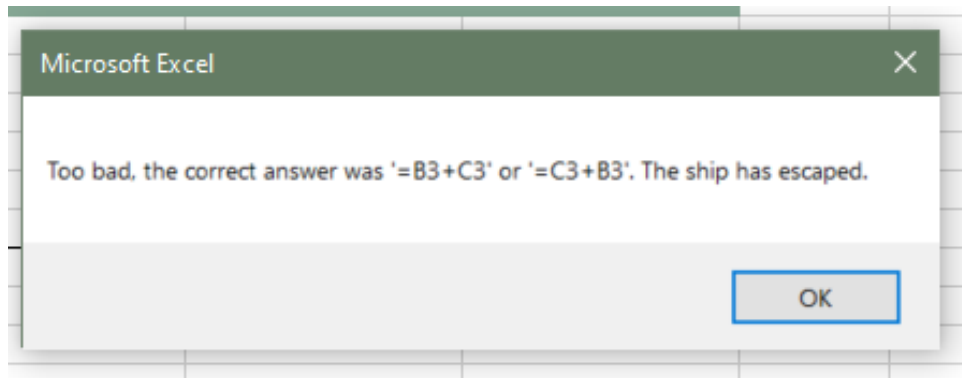 Microsoft Excel
Too bad, the correct answer was '=B3+C3' or '=C3+B3'. The ship has escaped.
OK